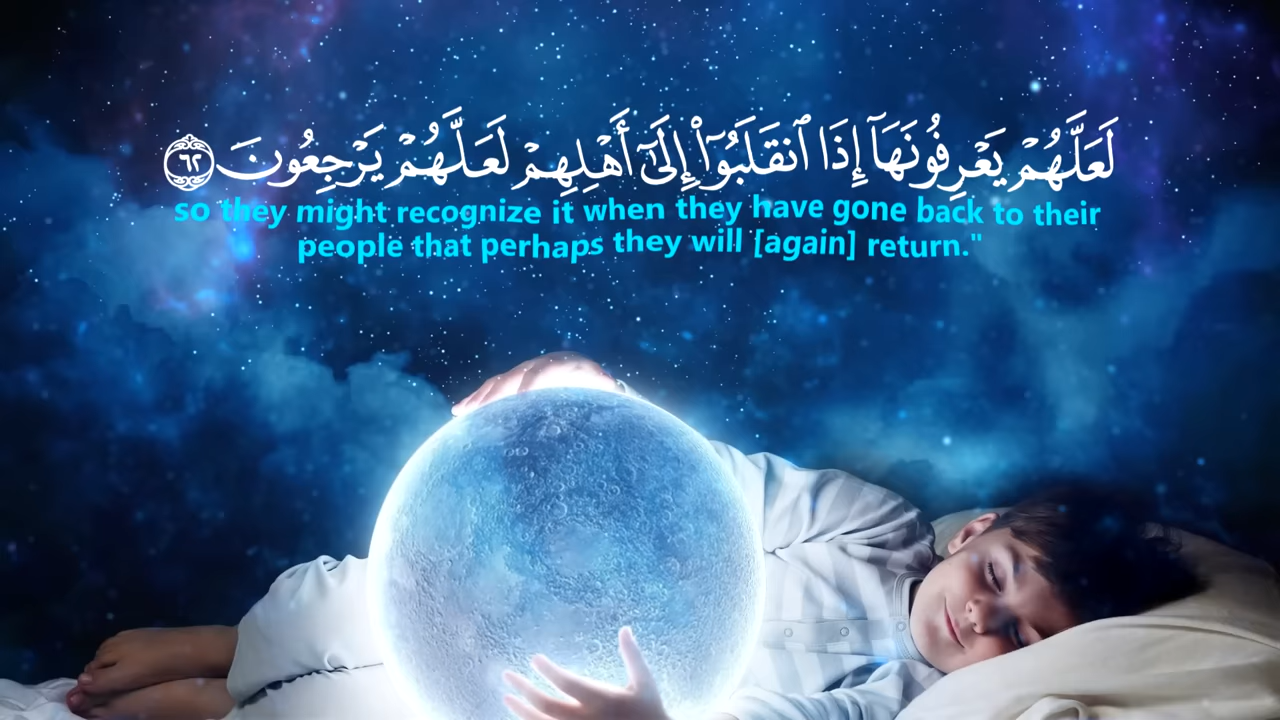 لَعَلَّهُمْ يَعْرِفُونَهَآ إِذَا ٱنقَلَبُوٓا۟ إِلَىٰٓ أَهْلِهِمْ لَعَلَّهُمْ يَرْجِعُونَ ٦٢
so they might recognize it when they have gone back to their
people that perhaps they will [again] return."